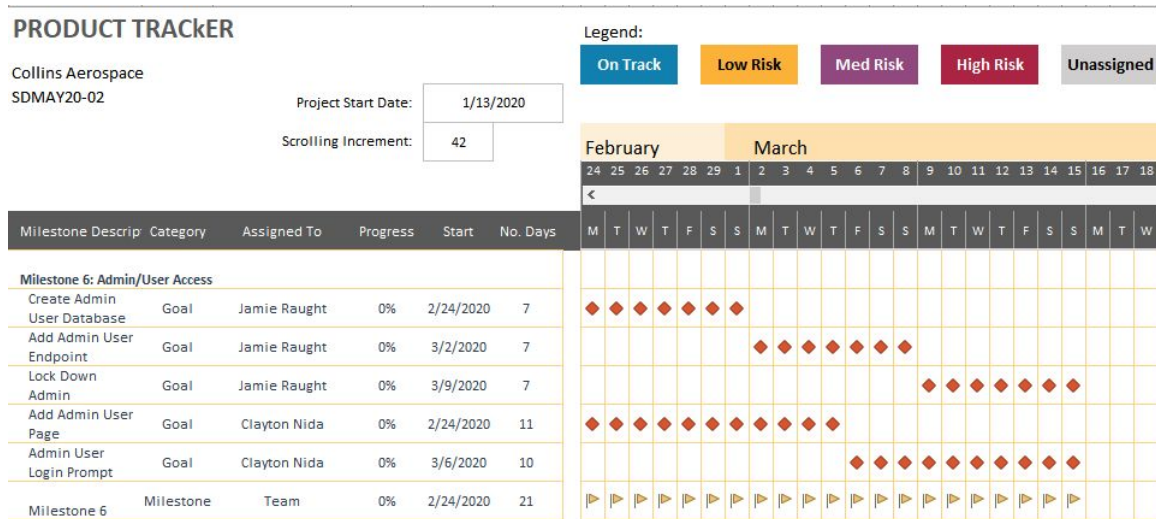 PRODUCT TRACkER
Legend:
On Track Low Risk Med Risk High Risk Unassigned
Collins Aerospace
SDMAY20-02
Project Start Date: 1/13/2020
Scrolling Increment: 42
February March
24 25 26 27 28 29 1 2 3 4 5 6 7 8 9 10 11 12 13 14 15 16 17 18
Milestone Descrip Category Assigned To Progress Start No. Days M T W T F S S M T W T F S S M T W T F S S M T W
Milestone 6: Admin/User Access
Create Admin
User Database Goal Jamie Raught 0% 2/24/2020 7
Add Admin User
Endpoint Goal Jamie Raught 0% 3/2/2020 7
Lock Down
Admin Goal Jamie Raught 0% 3/9/2020 7
Add Admin User
Page Goal Clayton Nida 0% 2/24/2020 11
Admin User
Login Prompt Goal Clayton Nida 0% 3/6/2020 10
Milestone 6 Milestone Team 0% 2/24/2020 21